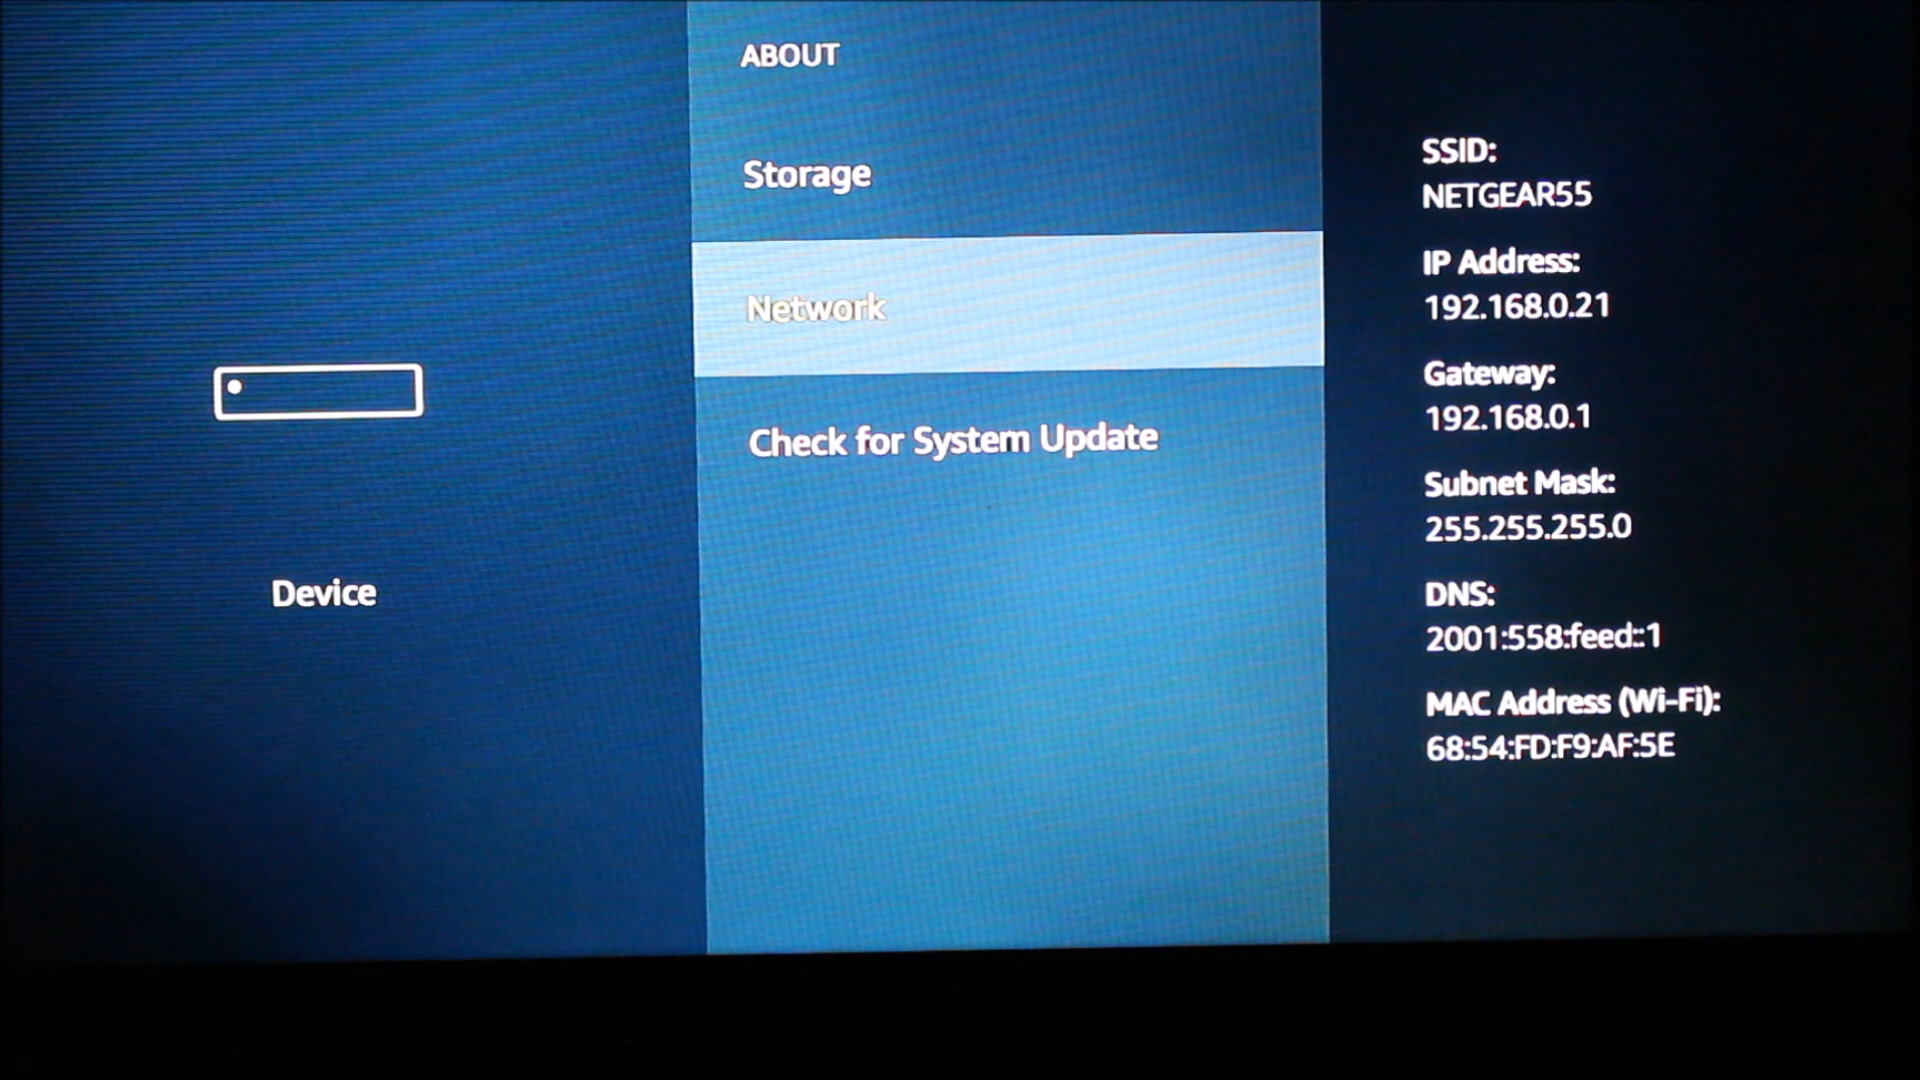 Device
ABOUT
Storage
Network
Check for System Update
SSID:
NETGEAR55
IP Address:
192.168.0.21
Gateway:
192.168.0.1
Subnet Mask:
255.255.255.0
DNS:
2001:558:feed::1
MAC Address (Wi-Fi):
68:54:FD:F9:AF:5E